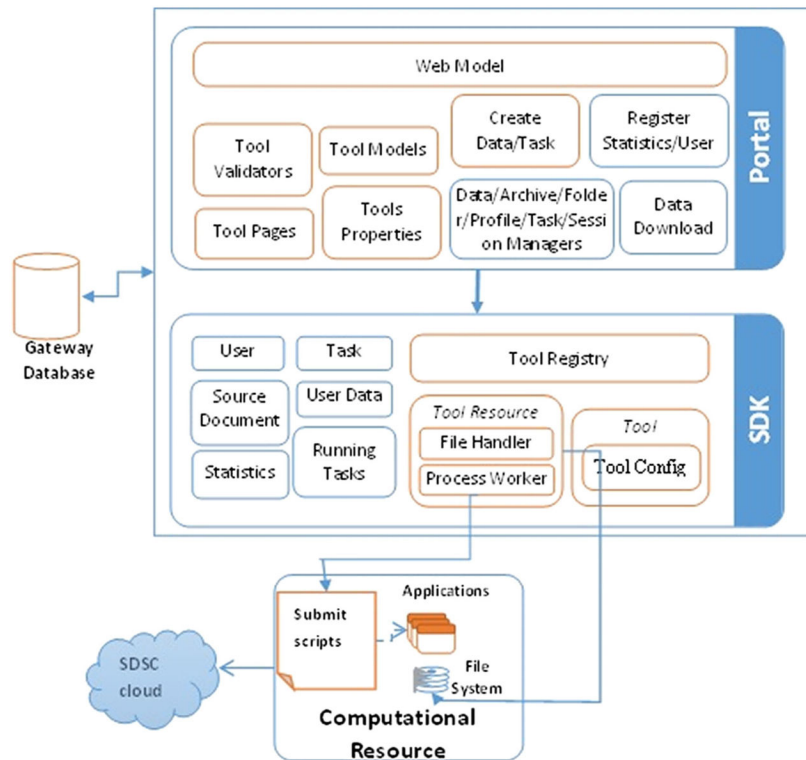 Web Model
Tool
Validators
Tool Models
Create
Data/Task
Register
Statistics/User
Tool Pages
Tools
Properties
Data/Archive/Folde
r/Profile/Task/Sessi
on Managers
Data
Download
Portal
Gateway
Database
User
Task
Tool Registry
Source
Document
User Data
Statistics
Running
Tasks
Tool Resource
File Handler
Process Worker
Tool
Tool Config
SDK
Submit
scripts
Applications
File
System
Computational
Resource
SDSC
cloud